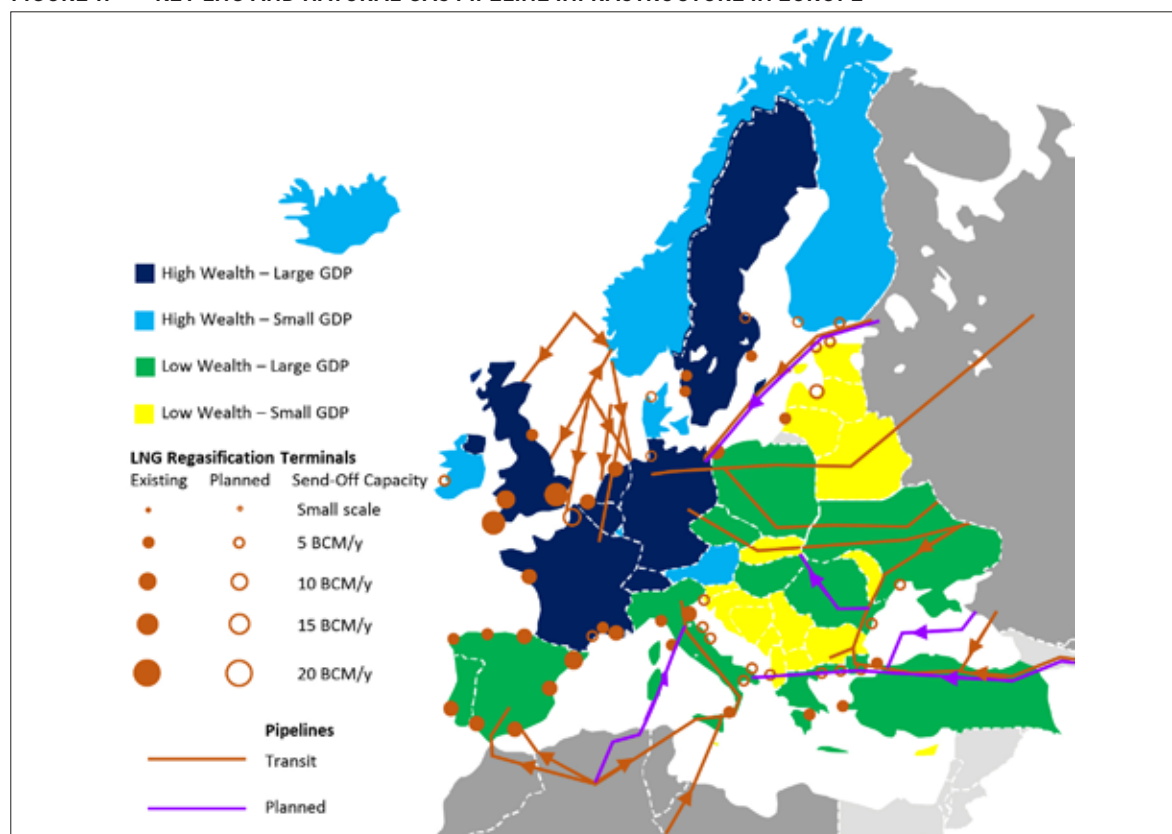 High Wealth – Large GDP
High Wealth – Small GDP
Low Wealth – Large GDP
Low Wealth – Small GDP
LNG Regasification Terminals
Existing Planned Send-Off Capacity
Small scale
5 BCM/y
10 BCM/y
15 BCM/y
20 BCM/y
Pipelines
Transit
Planned